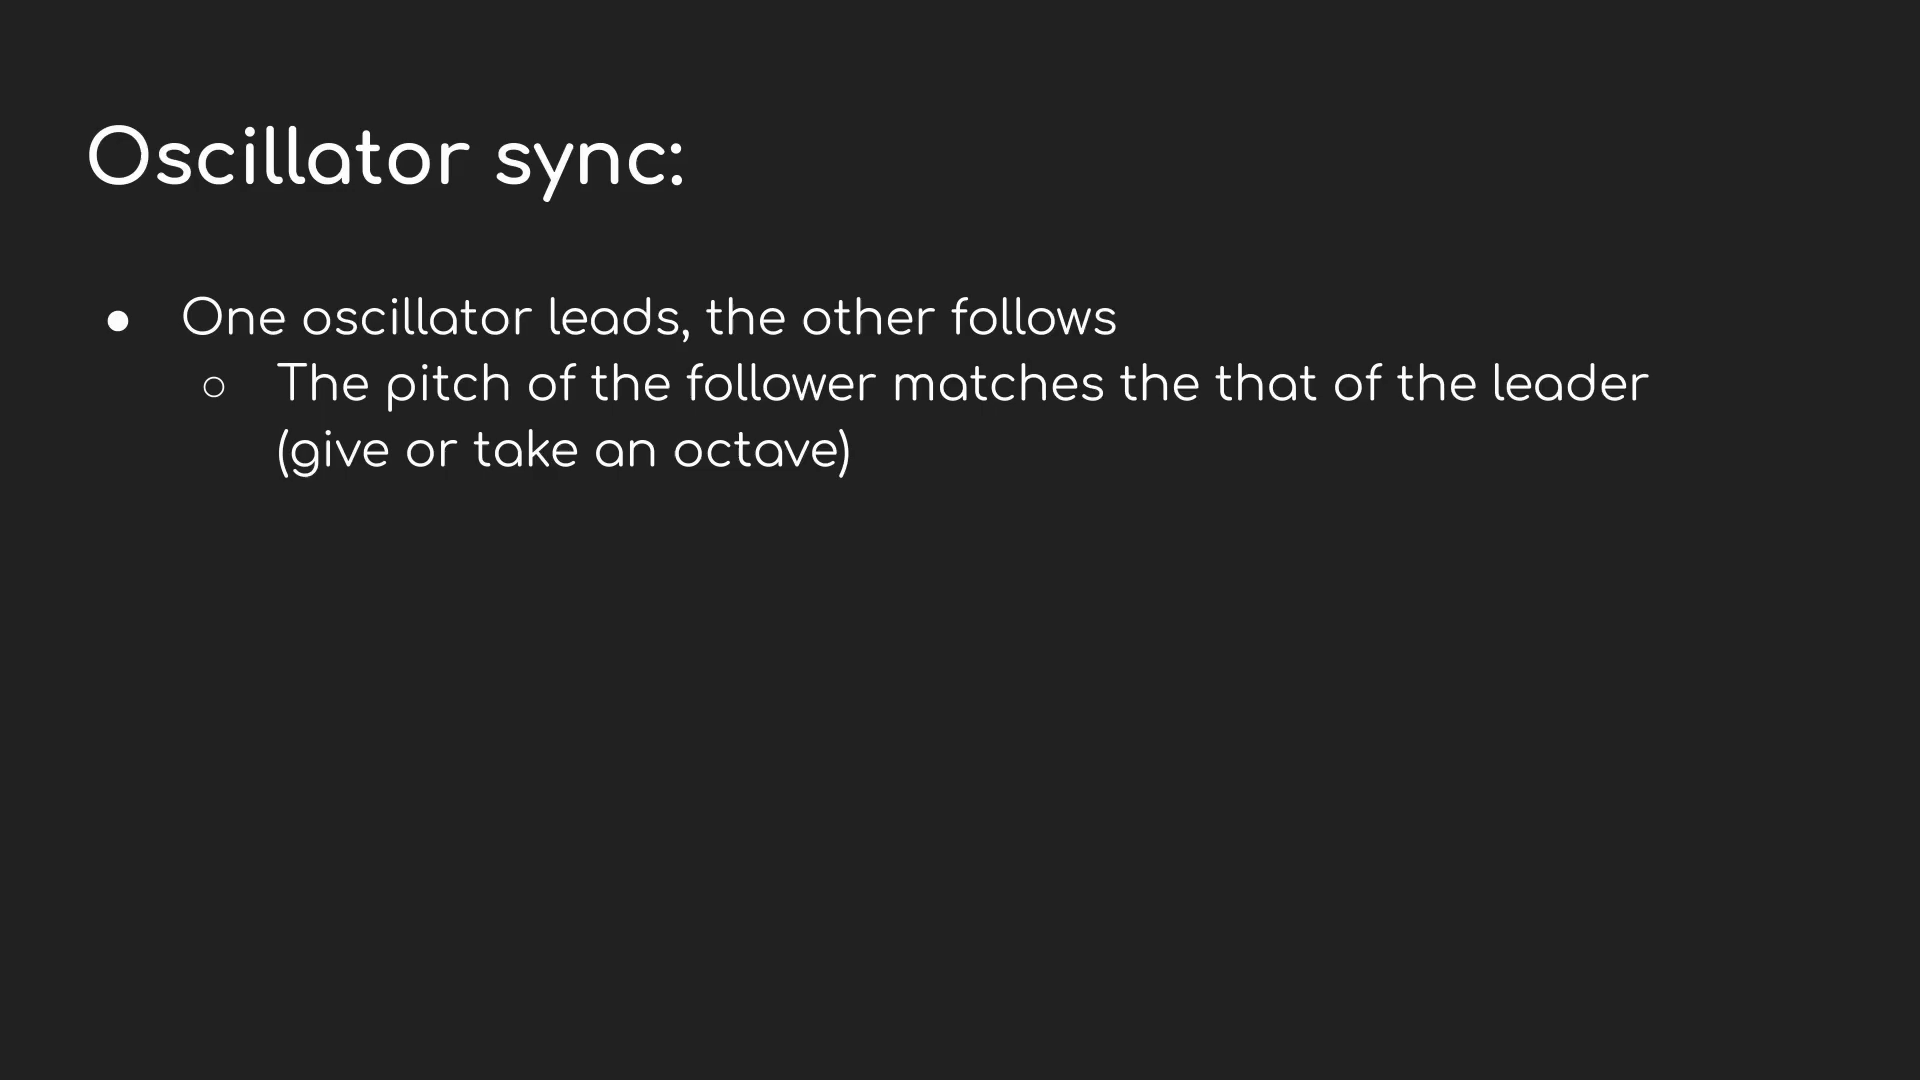 Oscillator sync:
● One oscillator leads, the other follows
○ The pitch of the follower matches the that of the leader
(give or take an octave)